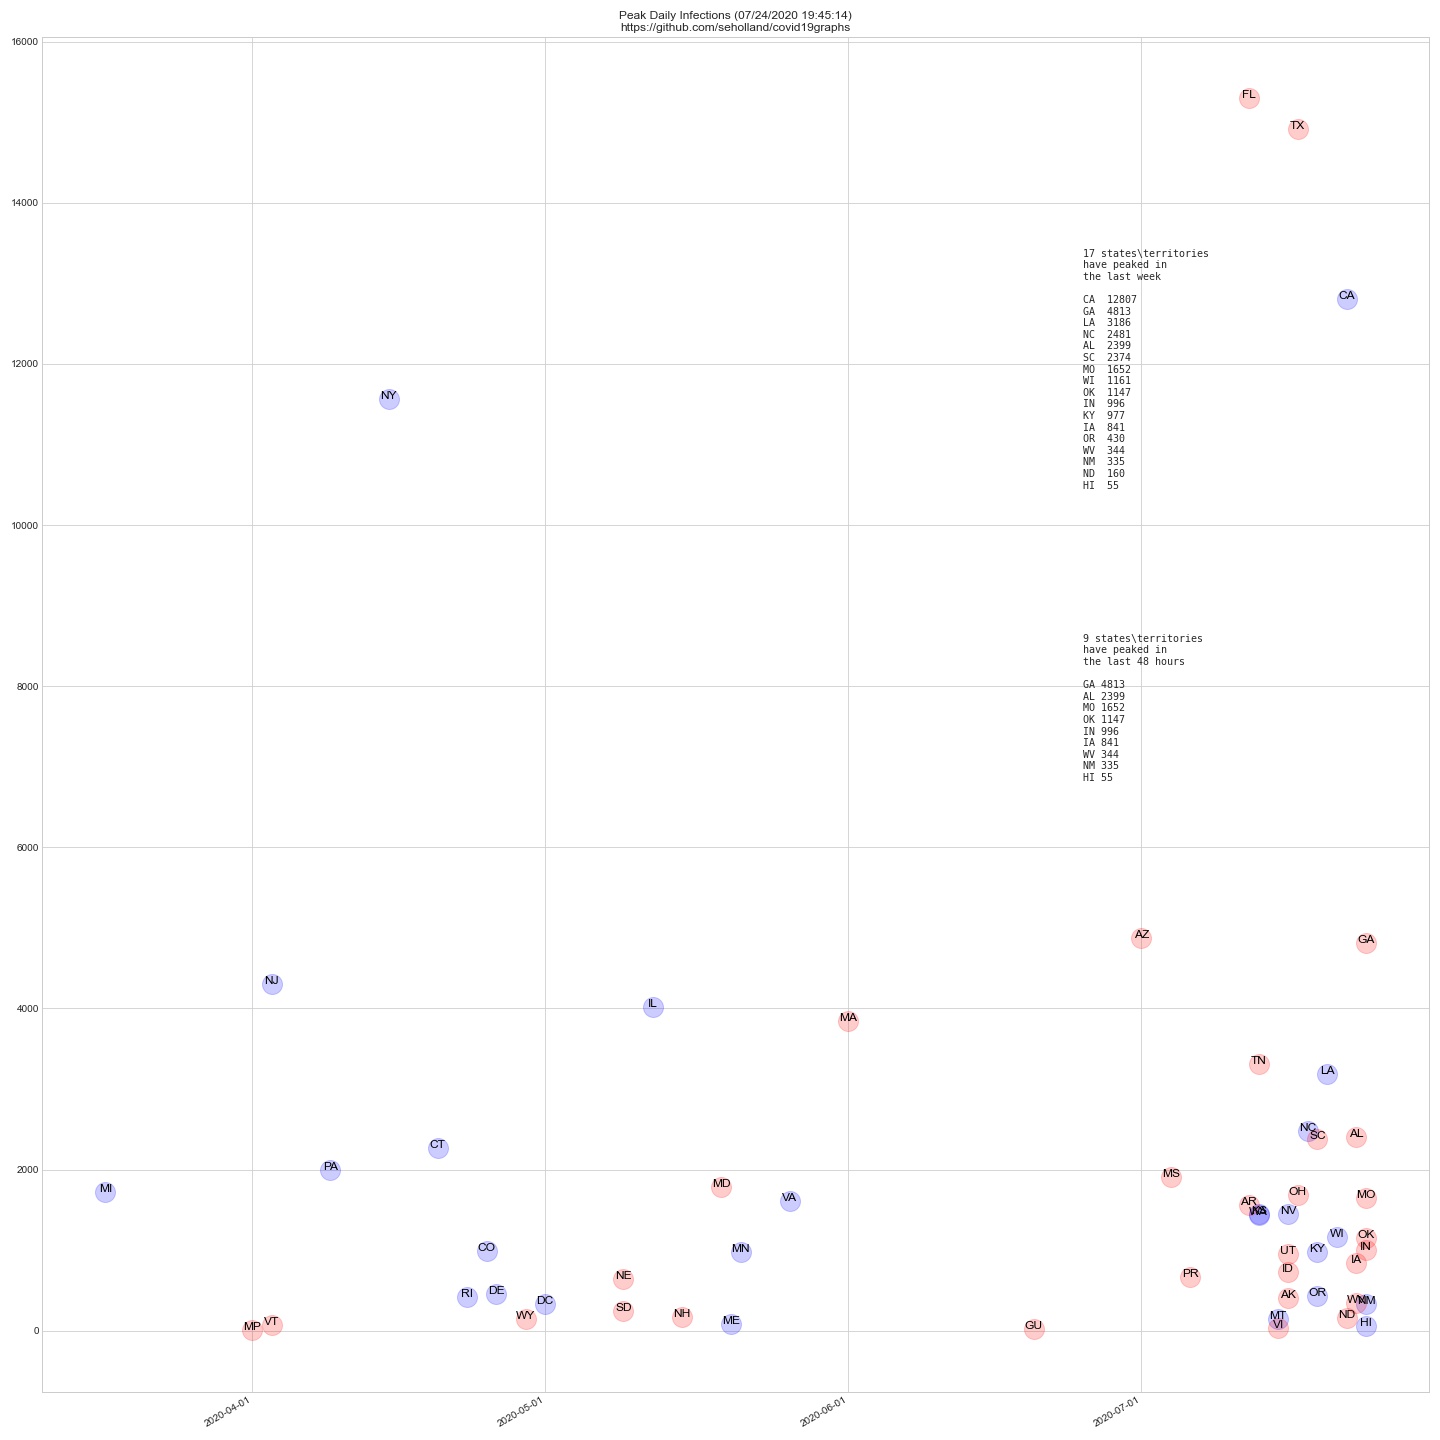 Peak Daily Infections (07/24/2020 19:45:14)
https://github.com/seholland/covid19graphs
16000
FL
TX
14000
17 states\territories
have peaked in
the last week
CA 12807
GA 4813
LA 3186
NC 2481
AL 2399
SC 2374
MO 1652
WI 1161
OK 1147
IN 996
KY 977
IA 841
OR 430
WV 344
NM 335
ND 160
HI 55
CA
12000
NY
10000
9 states\territories
have peaked in
the last 48 hours
GA 4813
AL 2399
MO 1652
OK 1147
IN 996
IA 841
WV 344
NM 335
HI 55
8000
6000
AZ
GA
NJ
4000
IL
MA
TN
LA
NC
SC
AL
CT
2000
PA
MI
MD
VA
MS
AR
OH
MO
NV
WI
OK
IN
CO
MN
UT
KY
IA
NE
PR
ID
RI
DE
DC
AK
OR
WV
NM
SD
NH
WY
ME
MT
ND
HI
VT
MP
GU
VI
0
2020-04-01
2020-05-01
2020-06-01
2020-07-01